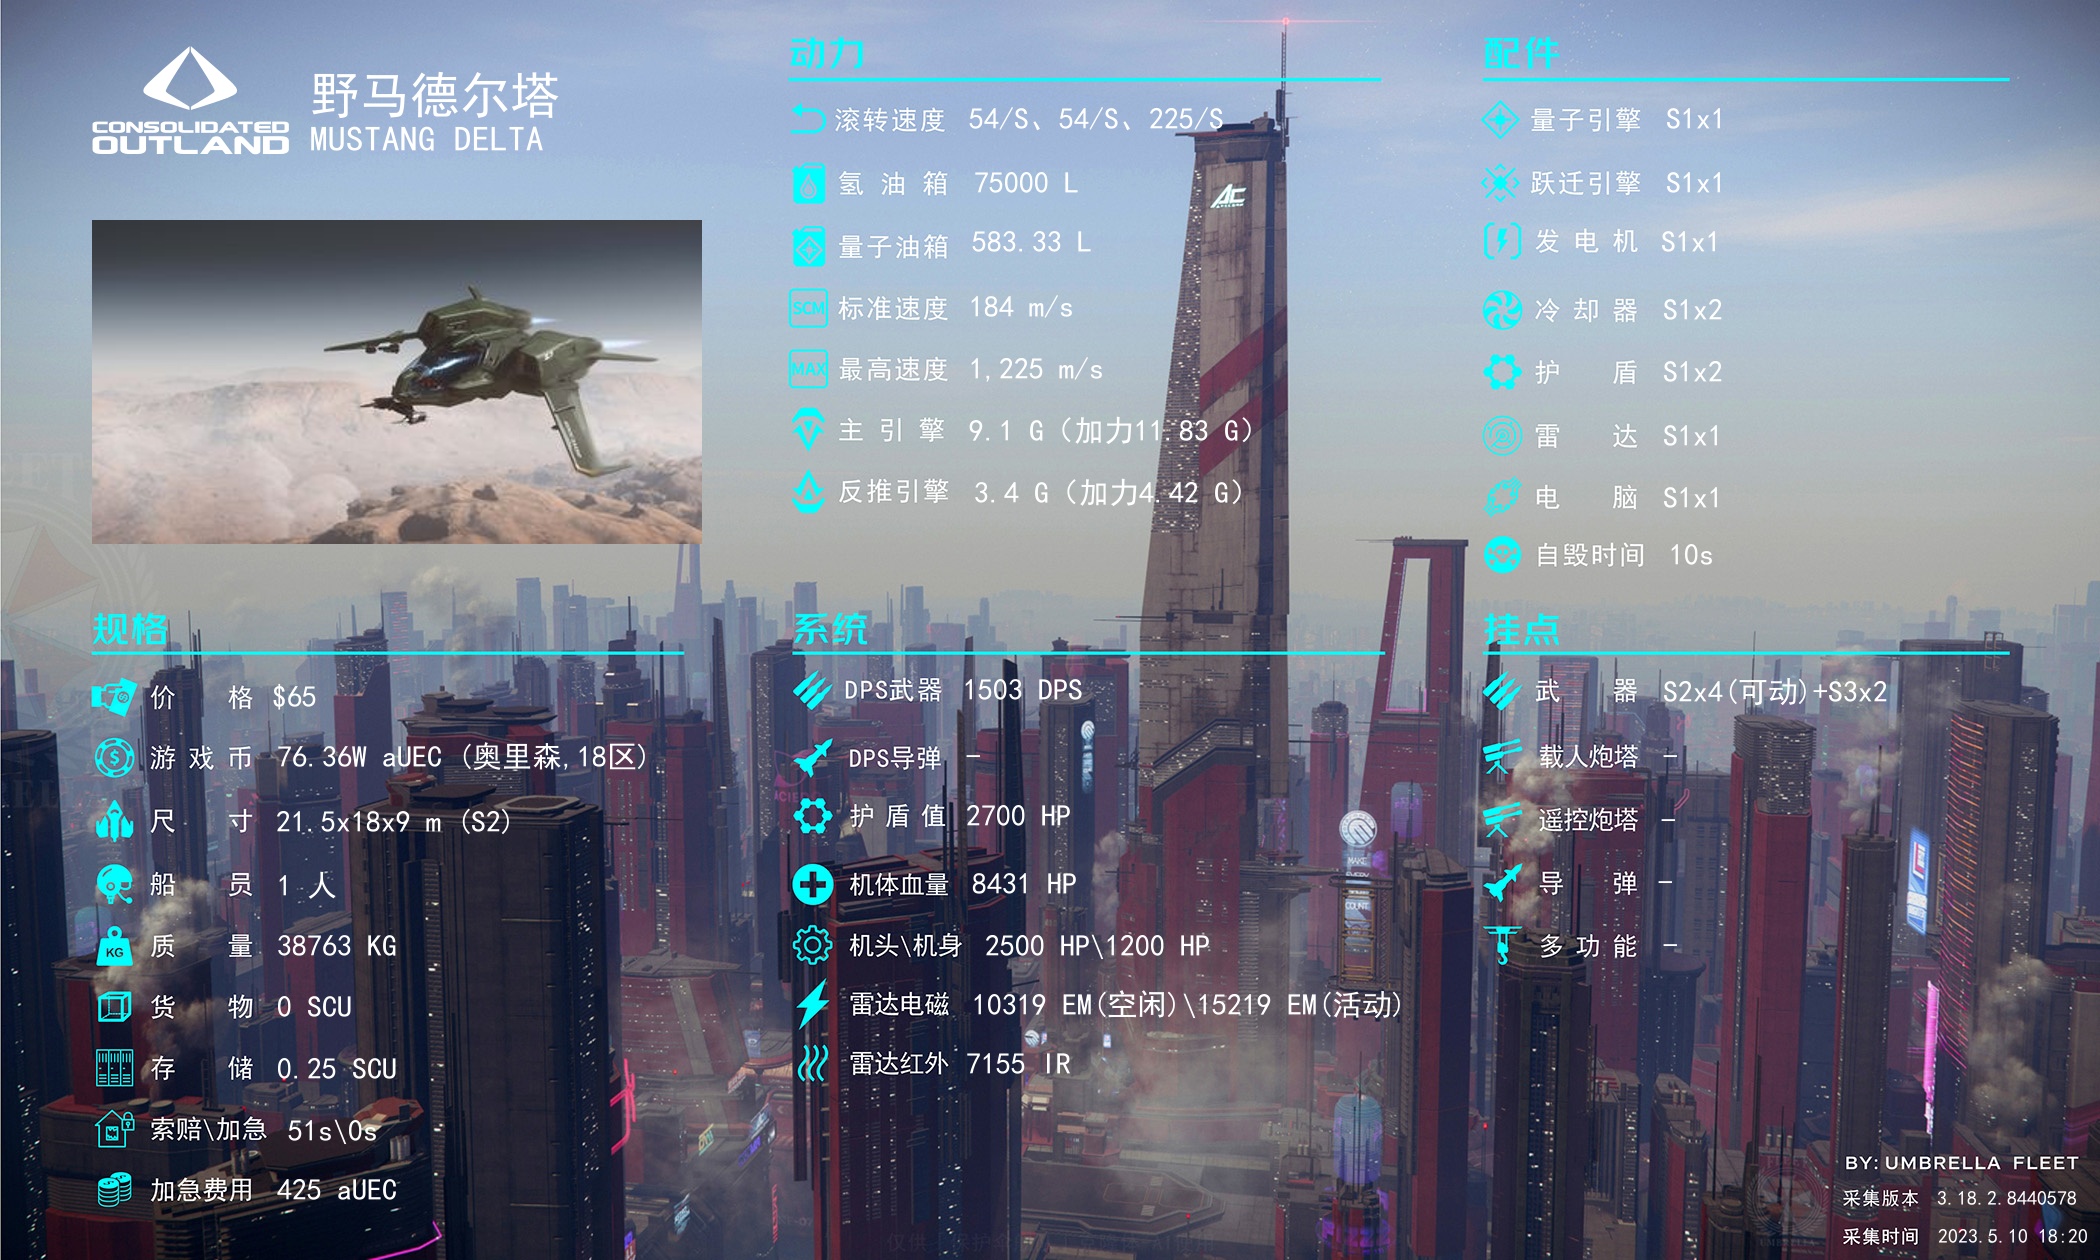 CONSOLIDATED
OUTLAND
野马德尔塔
MUSTANG DELTA
动力
滚转速度 54/S、54/S、225/S
氢油箱 75000 L
量子油箱 583.33 L
SCM 标准速度 184 m/s
MAX 最高速度 1,225 m/s
主引擎 9.1 G（加力11.83 G）
反推引擎 3.4 G（加力4.42 G）
配件
量子引擎 S1x1
跃迁引擎 S1x1
发电机 S1x1
冷却器 S1x2
护盾 S1x2
雷达 S1x1
电脑 S1x1
自毁时间 10s
规格
价格 $65
游戏币 76.36W aUEC (奥里森,18区)
尺寸 21.5x18x9 m (S2)
船员 1 人
KG 质量 38763 KG
货物 0 SCU
存储 0.25 SCU
索赔\加急 51s\0s
加急费用 425 aUEC
系统
DPS武器 1503 DPS
DPS导弹 –
护盾值 2700 HP
机体血量 8431 HP
机头\机身 2500 HP\1200 HP
雷达电磁 10319 EM(空闲)\15219 EM(活动)
雷达红外 7155 IR
挂点
武器 S2x4(可动)+S3x2
载人炮塔 –
遥控炮塔 –
导弹 –
多功能 –
AC
MAKE
EVERY
COUNT
BY: UMBRELLA FLEET
采集版本 3.18.2.8440578
采集时间 2023.5.10 18:20